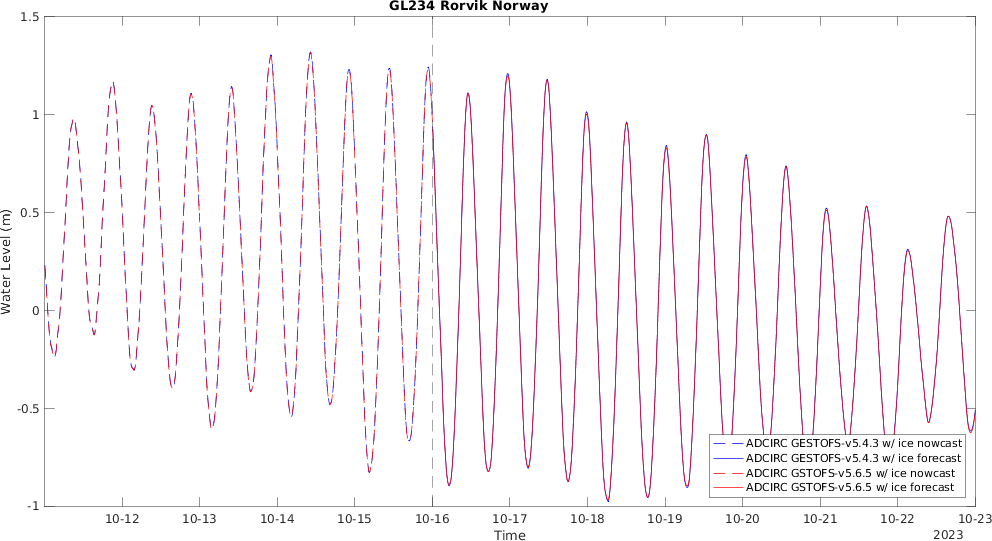 GL234 Rorvik Norway
1.5
1
0.5
0
-0.5
-1
Water Level (m)
10-12 10-13 10-14 10-15 10-16 10-17 10-18 10-19 10-20 10-21 10-22 10-23
Time
2023
ADCIRC GESTOFS-v5.4.3 w/ ice nowcast
ADCIRC GESTOFS-v5.4.3 w/ ice forecast
ADCIRC GSTOFS-v5.6.5 w/ ice nowcast
ADCIRC GSTOFS-v5.6.5 w/ ice forecast